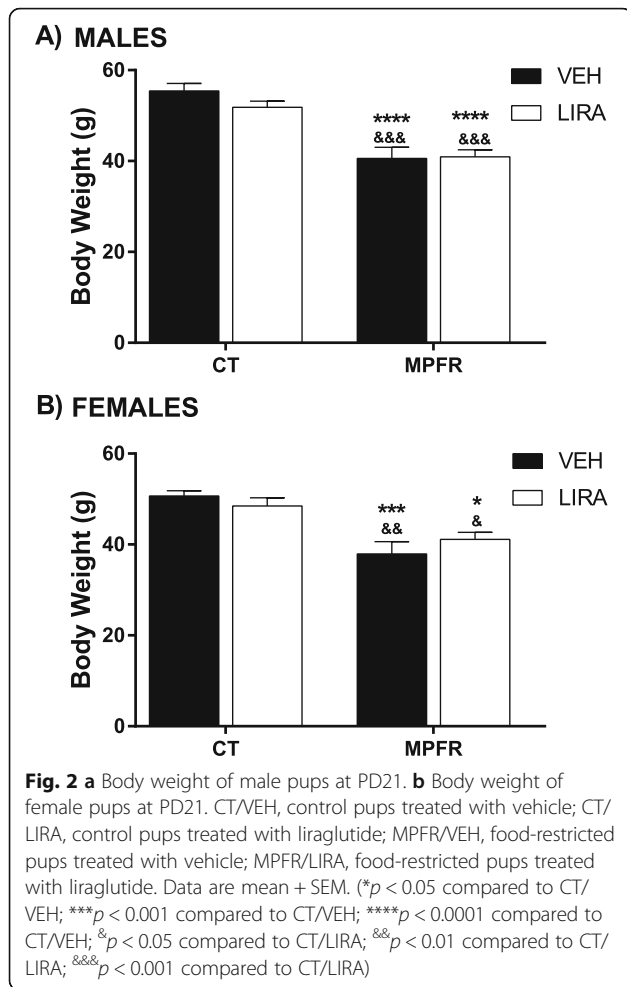 A) MALES
60
40
20
0
Body Weight (g)
VEH
LIRA
**** ****
&&& &&&
CT MPFR
B) FEMALES
60
40
20
0
Body Weight (g)
VEH
LIRA
*** *
&& &
CT MPFR
Fig. 2 a Body weight of male pups at PD21. b Body weight of
female pups at PD21. CT/VEH, control pups treated with vehicle; CT/
LIRA, control pups treated with liraglutide; MPFR/VEH, food-restricted
pups treated with vehicle; MPFR/LIRA, food-restricted pups treated
with liraglutide. Data are mean + SEM. (*p < 0.05 compared to CT/
VEH; ***p < 0.001 compared to CT/VEH; ****p < 0.0001 compared to
CT/VEH; &p < 0.05 compared to CT/LIRA; &&p < 0.01 compared to CT/
LIRA; &&&p < 0.001 compared to CT/LIRA)